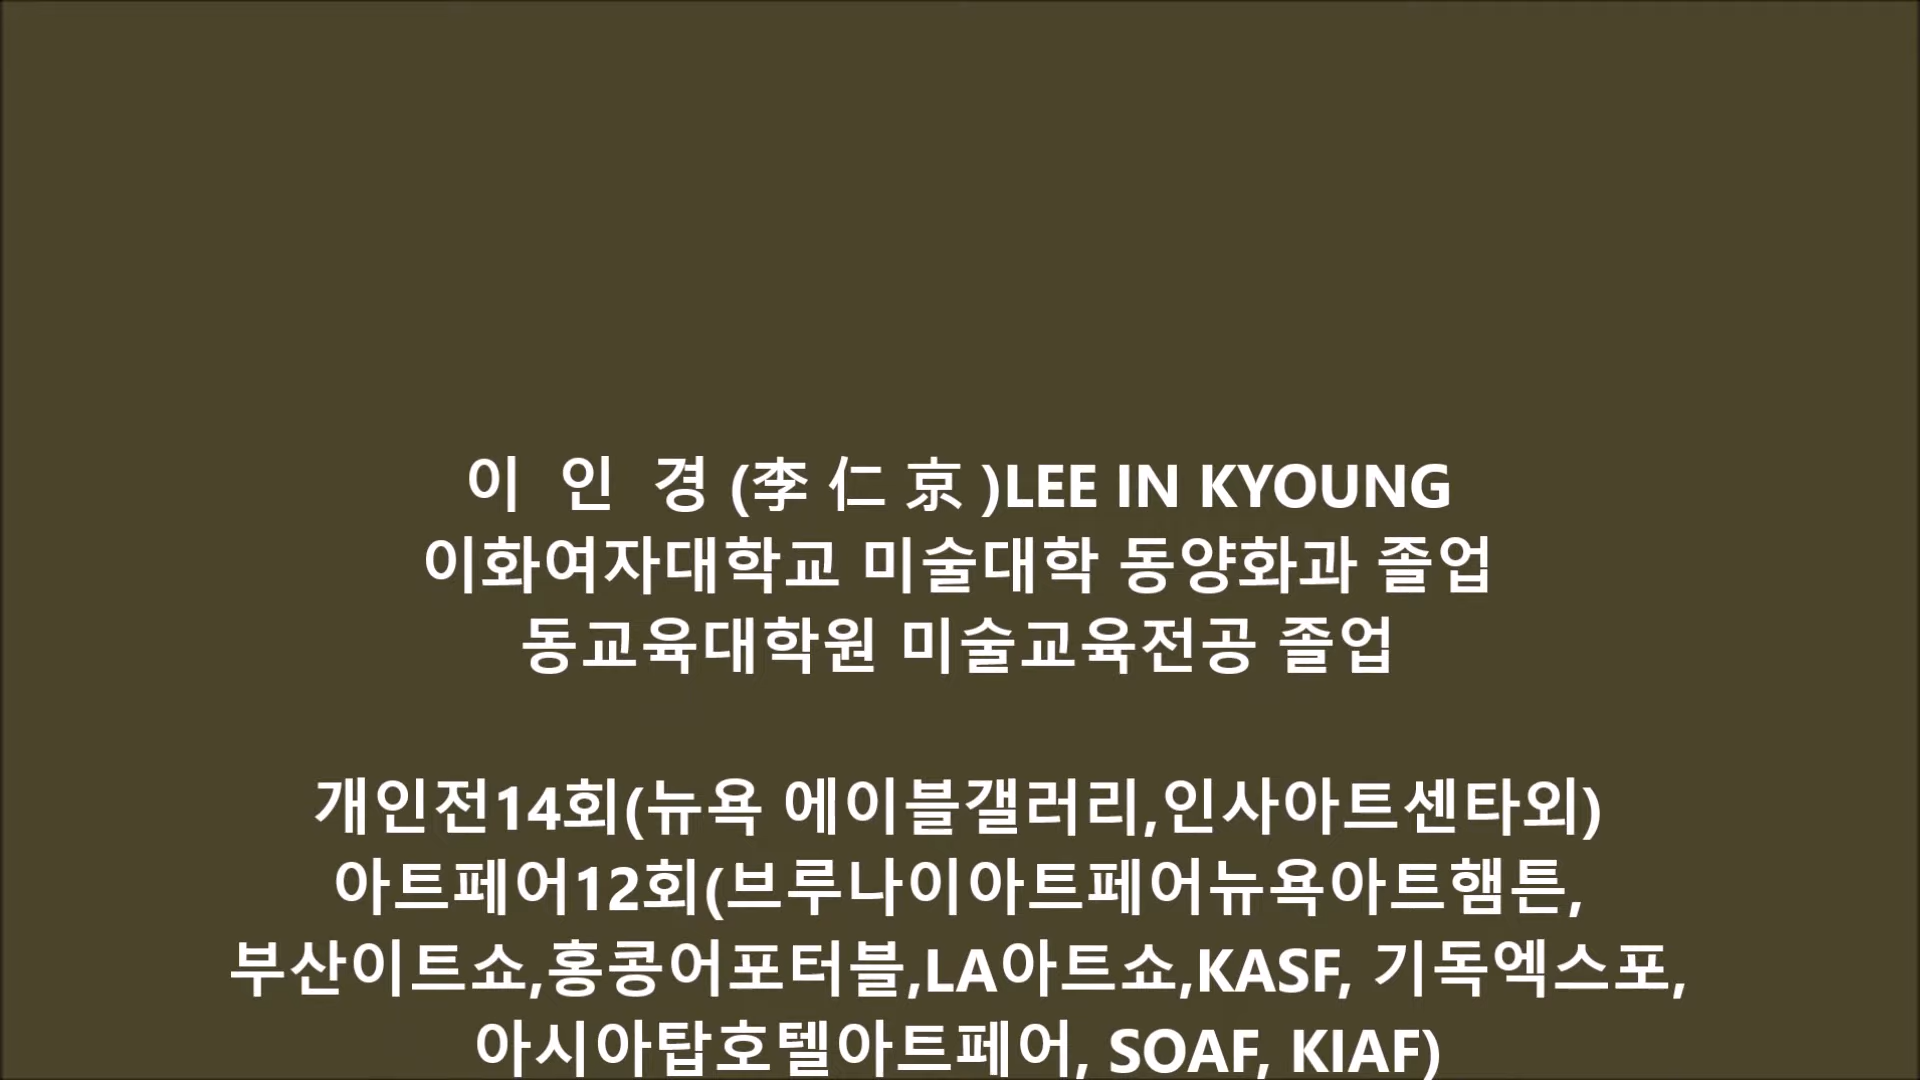 이 인 경 (李 仁 京 )LEE IN KYOUNG
이화여자대학교 미술대학 동양화과 졸업
동교육대학원 미술교육전공 졸업
개인전14회(뉴욕 에이블갤러리,인사아트센타외)
아트페어12회(브루나이아트페어뉴욕아트햄튼,
부산이트쇼,홍콩어포터블,LA아트쇼,KASF, 기독엑스포,
아시아탑호텔아트페어, SOAF, KIAF)